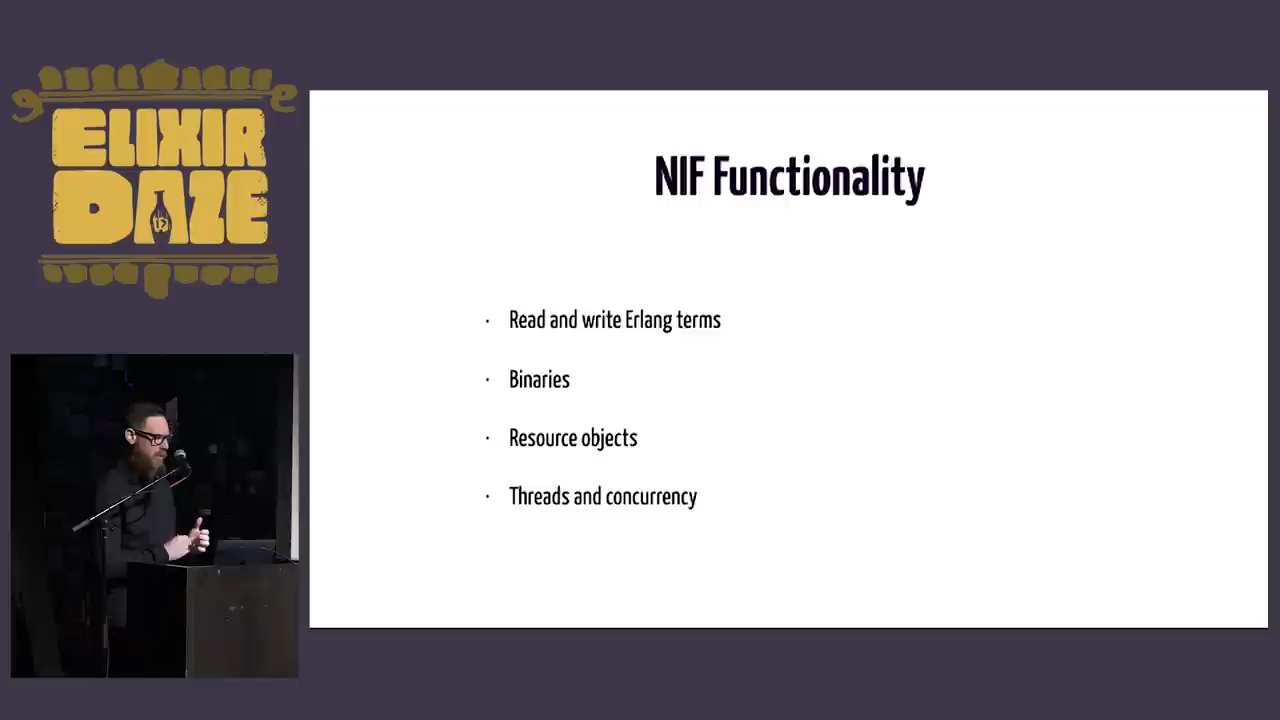 ELIXIR
DAZE
NIF Functionality
· Read and write Erlang terms
· Binaries
· Resource objects
· Threads and concurrency